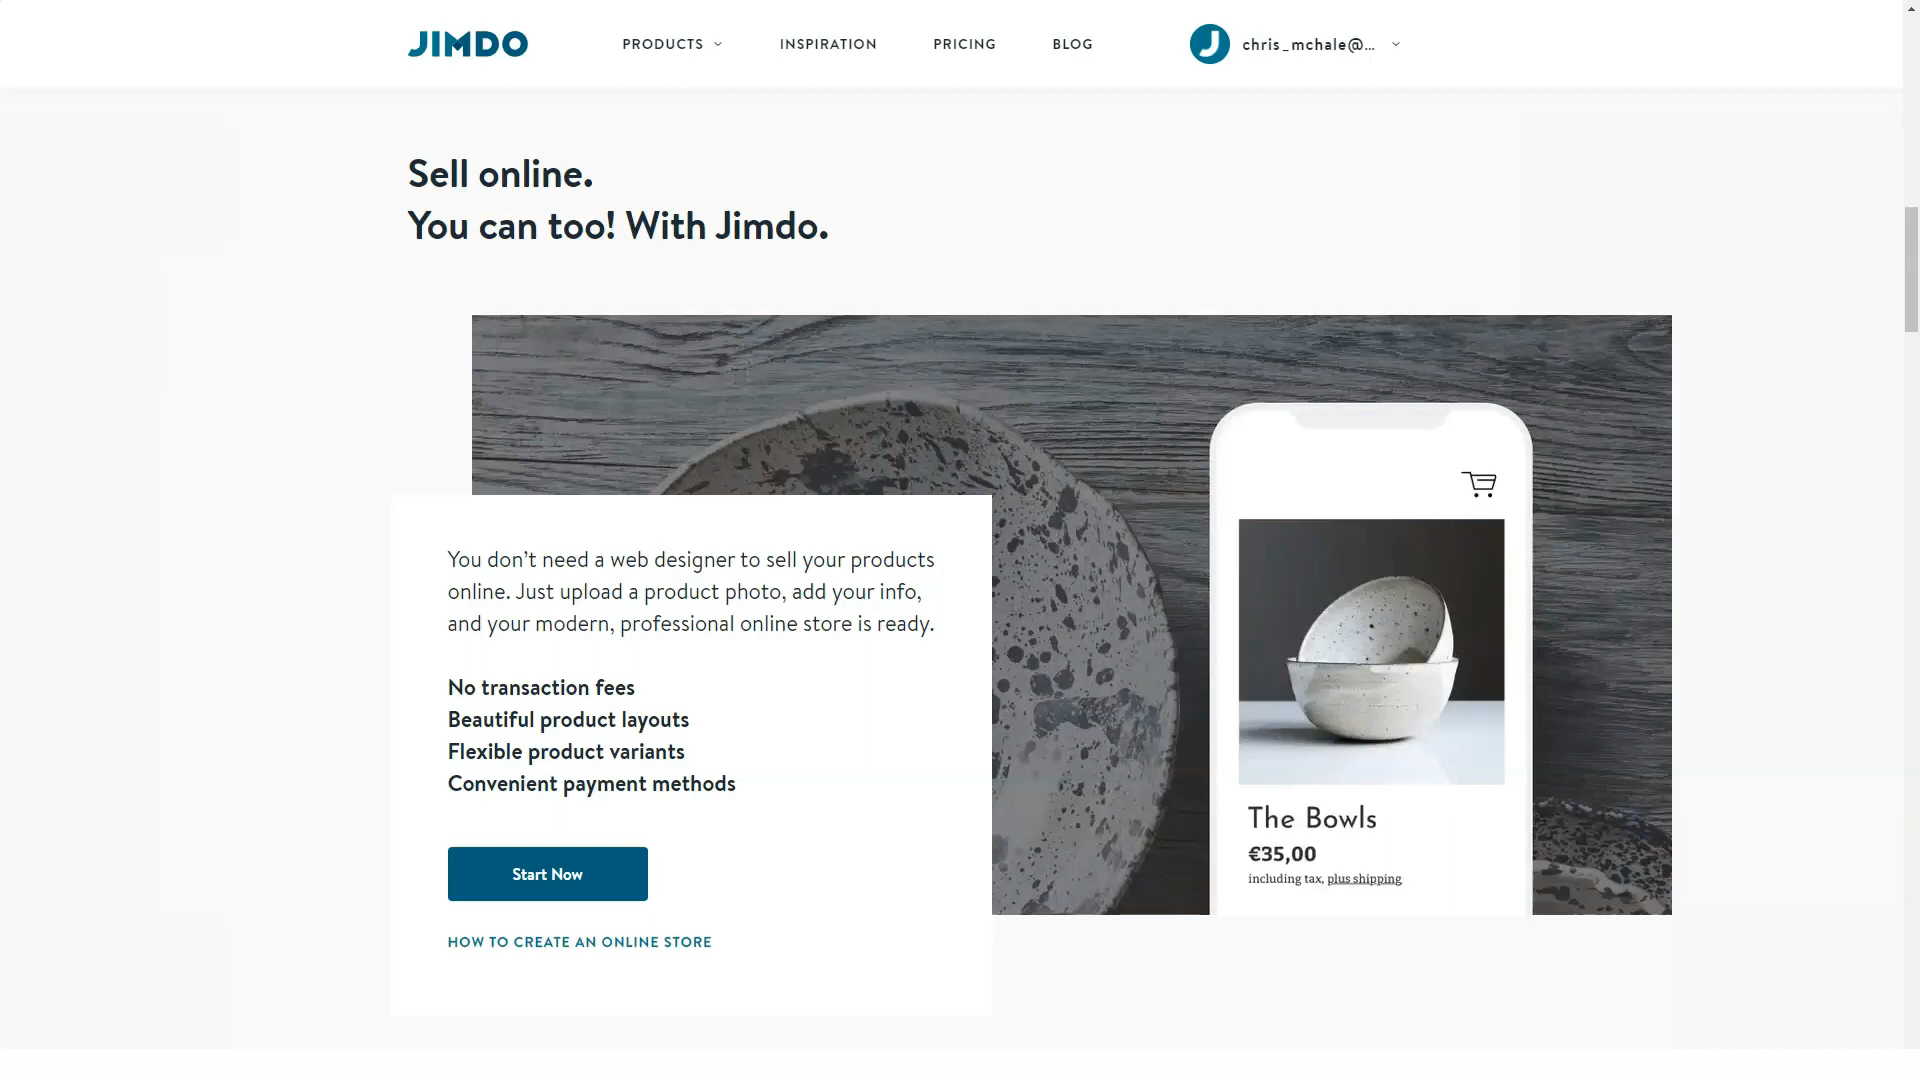 JIMDO
PRODUCTS
INSPIRATION
PRICING
BLOG
chris_mchale@...
Sell online.
You can too! With Jimdo.
You don’t need a web designer to sell your products
online. Just upload a product photo, add your info,
and your modern, professional online store is ready.
No transaction fees
Beautiful product layouts
Flexible product variants
Convenient payment methods
Start Now
HOW TO CREATE AN ONLINE STORE
The Bowls
€35,00
including tax, plus shipping